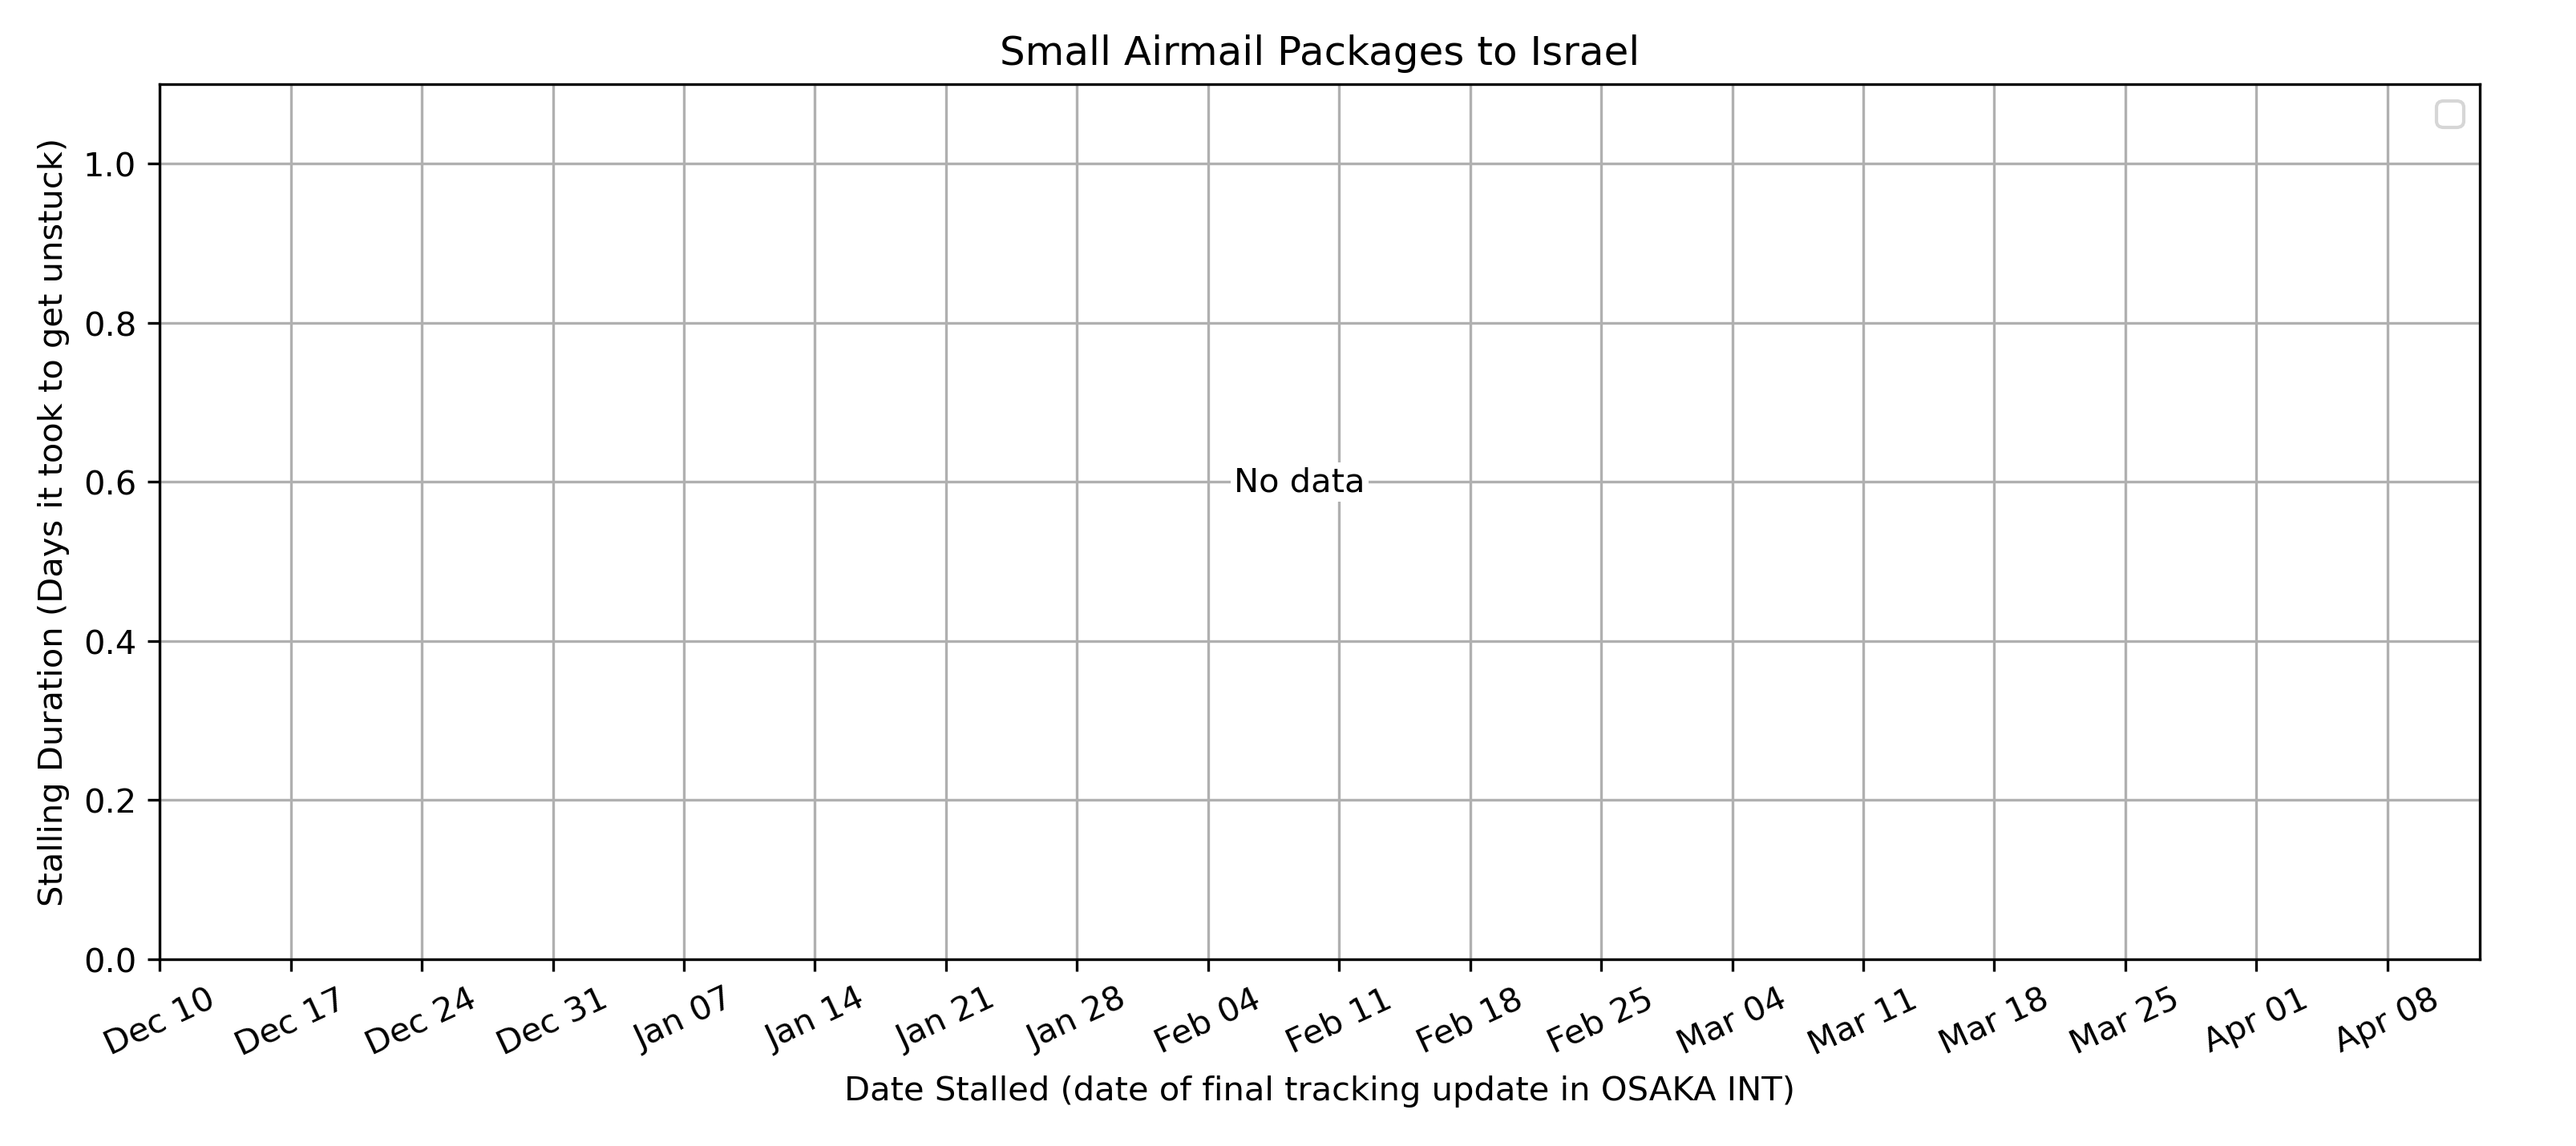 Small Airmail Packages to Israel
Stalling Duration (Days it took to get unstuck)
1.0
0.8
0.6
0.4
0.2
0.0
No data
Dec 10
Dec 17
Dec 24
Dec 31
Jan 07
Jan 14
Jan 21
Jan 28
Feb 04
Feb 11
Feb 18
Feb 25
Mar 04
Mar 11
Mar 18
Mar 25
Apr 01
Apr 08
Date Stalled (date of final tracking update in OSAKA INT)